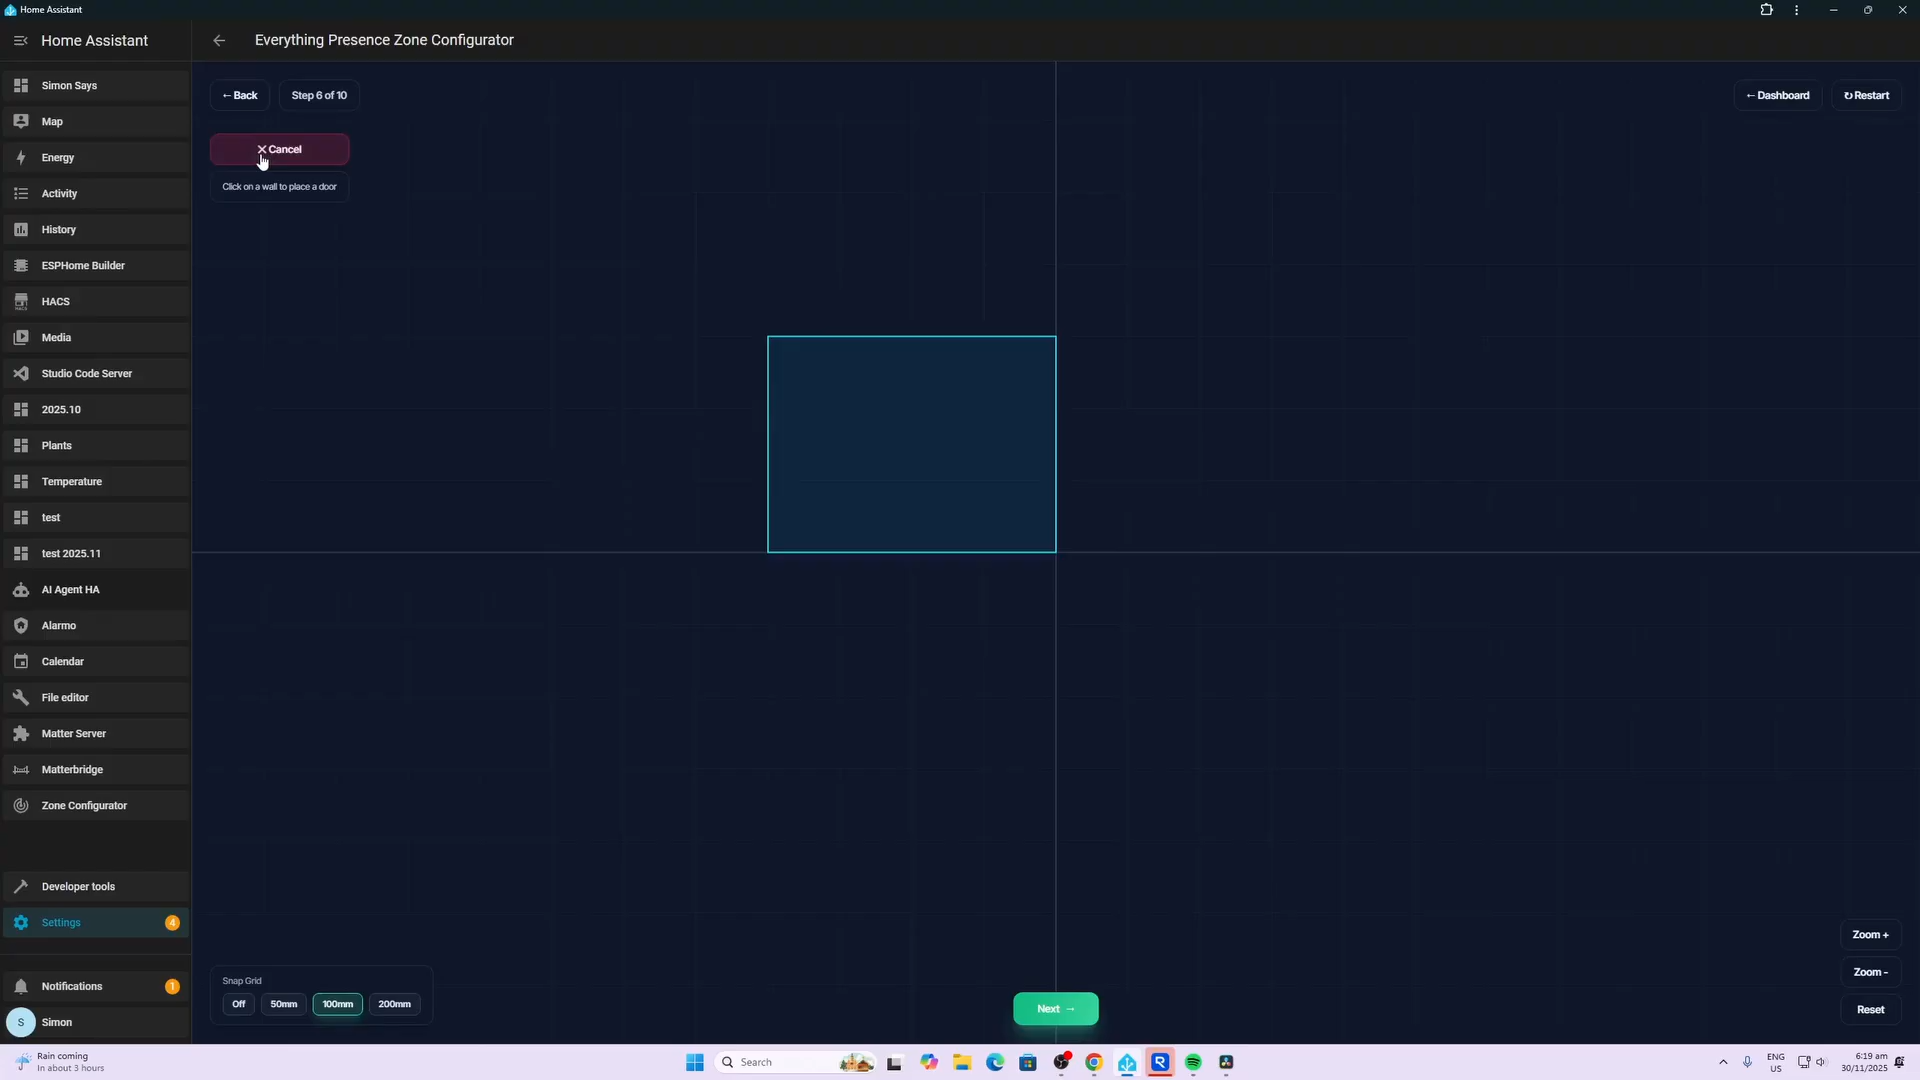 Home Assistant
Home Assistant
Everything Presence Zone Configurator
Simon Says
Map
Energy
Activity
History
ESPHome Builder
HACS
HACS
Media
Studio Code Server
2025.10
Plants
Temperature
test
test 2025.11
AI Agent HA
Alarmo
Calendar
File editor
Matter Server
Matterbridge
Zone Configurator
Developer tools
Settings
4
Notifications
1
S
Simon
← Back
Step 6 of 10
← Dashboard
↻ Restart
✕ Cancel
Click on a wall to place a door
Snap Grid
Off
50mm
100mm
200mm
Next →
Zoom +
Zoom -
Reset
Rain coming
In about 3 hours
Search
R
ENG
US
6:19 am
30/11/2025